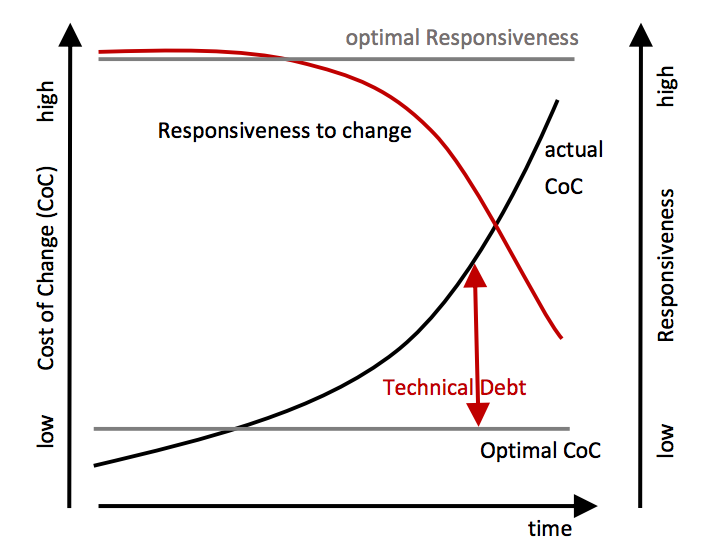 optimal Responsiveness
high
high
Responsiveness to change
actual
CoC
Cost of Change (CoC)
Responsiveness
Technical Debt
low
low
Optimal CoC
time